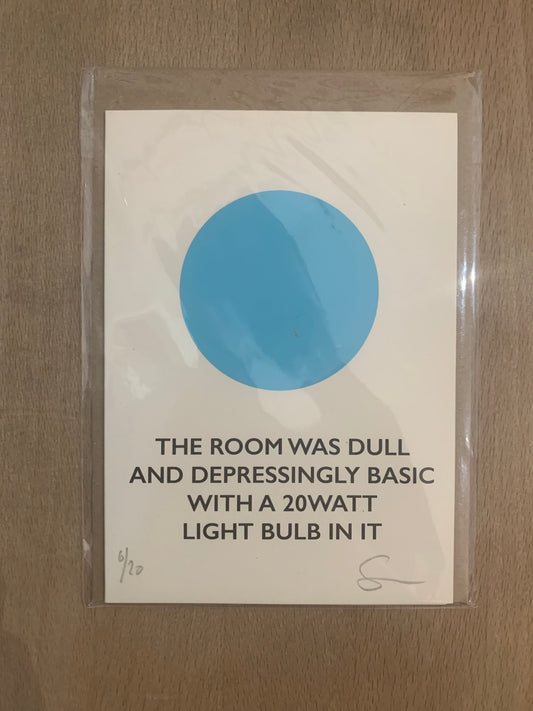 THE ROOM WAS DULL
AND DEPRESSINGLY BASIC
WITH A 20WATT
LIGHT BULB IN IT
6/20